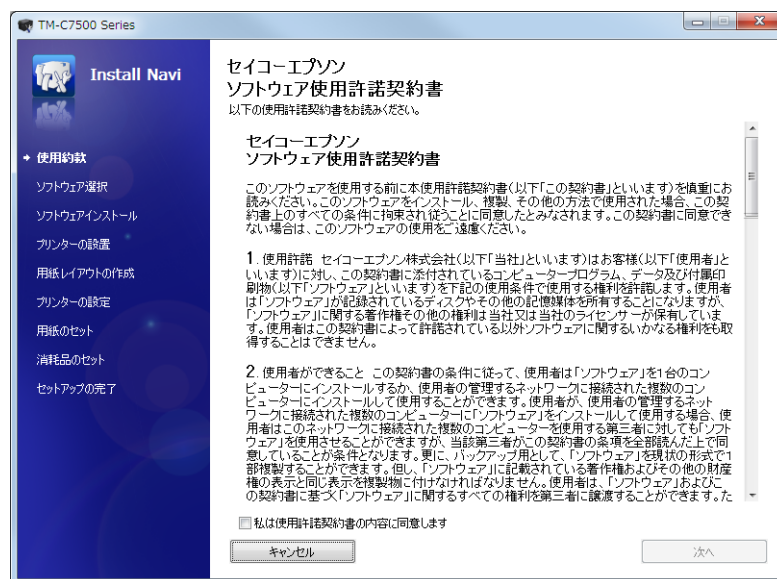 TM-C7500 Series
Install Navi
使用約款
ソフトウェア選択
ソフトウェアインストール
プリンターの設置
用紙レイアウトの作成
プリンターの設定
用紙のセット
消耗品のセット
セットアップの完了
セイコーエプソン
ソフトウェア使用許諾契約書
以下の使用許諾契約書をお読みください。
セイコーエプソン
ソフトウェア使用許諾契約書
このソフトウェアを使用する前に本使用許諾契約書(以下「この契約書」といいます)を慎重にお
読みください。このソフトウェアをインストール、複製、その他の方法で使用された場合、この契
約書上のすべての条件に拘束され従うことに同意したとみなされます。この契約書に同意でき
ない場合は、このソフトウェアの使用をご遠慮ください。
1. 使用許諾 セイコーエプソン株式会社(以下「当社」といいます)はお客様(以下「使用者」と
いいます)に対し、この契約書に添付されているコンピュータープログラム、データ及び付属印
刷物(以下「ソフトウェア」といいます)を下記の使用条件で使用する権利を許諾します。使用者
は「ソフトウェア」が記録されているディスクやその他の記憶媒体を所有することになりますが、
「ソフトウェア」に関する著作権その他の権利は当社又は当社のライセンサーが保有していま
す。使用者はこの契約書によって許諾されている以外ソフトウェアに関するいかなる権利をも取
得することはできません。
2. 使用者ができること この契約書の条件に従って、使用者は「ソフトウェア」を1台のコン
ピューターにインストールするか、使用者の管理するネットワークに接続された複数のコン
ピューターにインストールして使用することができます。使用者が、使用者の管理するネット
ワークに接続された複数のコンピューターに「ソフトウェア」をインストールして使用する場合、使
用者はこのネットワークに接続された複数のコンピューターを使用する第三者に対しても「ソフト
ウェア」を使用させることができますが、当該第三者がこの契約書の条項を全部読んだ上で同
意していることが条件となります。更に、バックアップ用として、「ソフトウェア」を現状の形式で1
部複製することができます。但し、「ソフトウェア」に記載されている著作権およびその他の財産
権の表示と同じ表示を複製物に付けなければなりません。使用者は、「ソフトウェア」およびこ
の契約書に基づく「ソフトウェア」に関するすべての権利を第三者に譲渡することができます。た
私は使用許諾契約書の内容に同意します
キャンセル
次へ